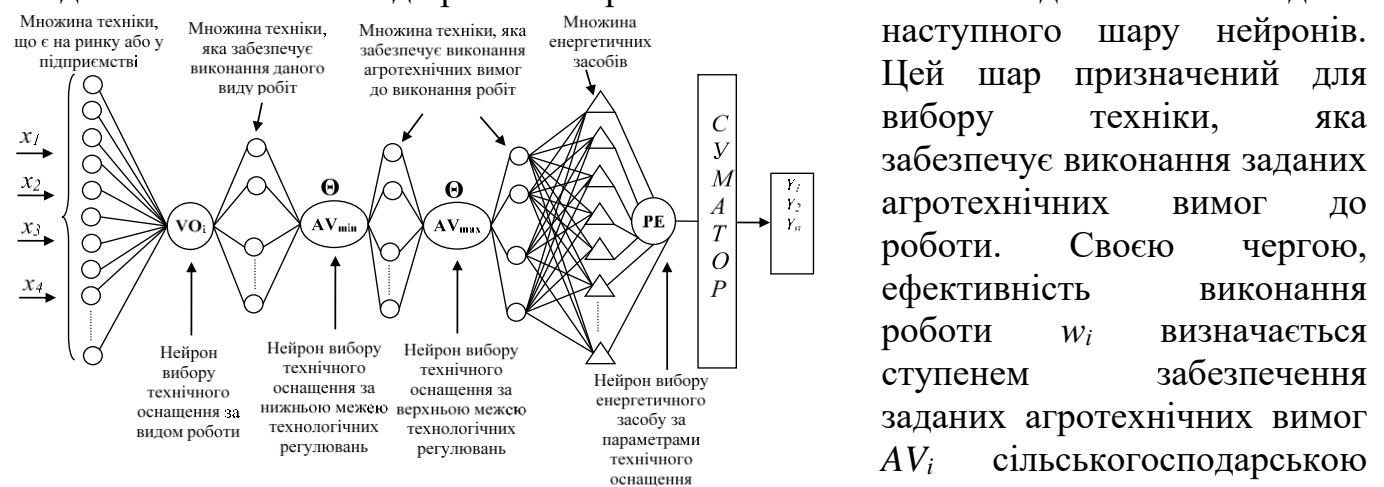 Множина техніки,
що є на ринку або у
підприємстві
Множина техніки,
яка забезпечує
виконання даного
виду робіт
Множина техніки, яка
забезпечує виконання
агротехнічних вимог
до виконання робіт
Множина
енергетичних
засобів
x1
x2
x3
x4
VOi
Θ
AVmin
Θ
AVmax
PE
С
У
М
А
Т
О
Р
Y1
Y2
Yn
Нейрон
вибору
технічного
оснащення за
видом роботи
Нейрон вибору
технічного
оснащення за
нижньою межею
технологічних
регулювань
Нейрон вибору
технічного
оснащення за
верхньою межею
технологічних
регулювань
Нейрон вибору
енергетичного
засобу за
параметрами
технічного
оснащення
наступного шару нейронів.
Цей шар призначений для
вибору техніки, яка
забезпечує виконання заданих
агротехнічних вимог до
роботи. Своєю чергою,
ефективність виконання
роботи wi визначається
ступенем забезпечення
заданих агротехнічних вимог
AVi сільськогосподарською